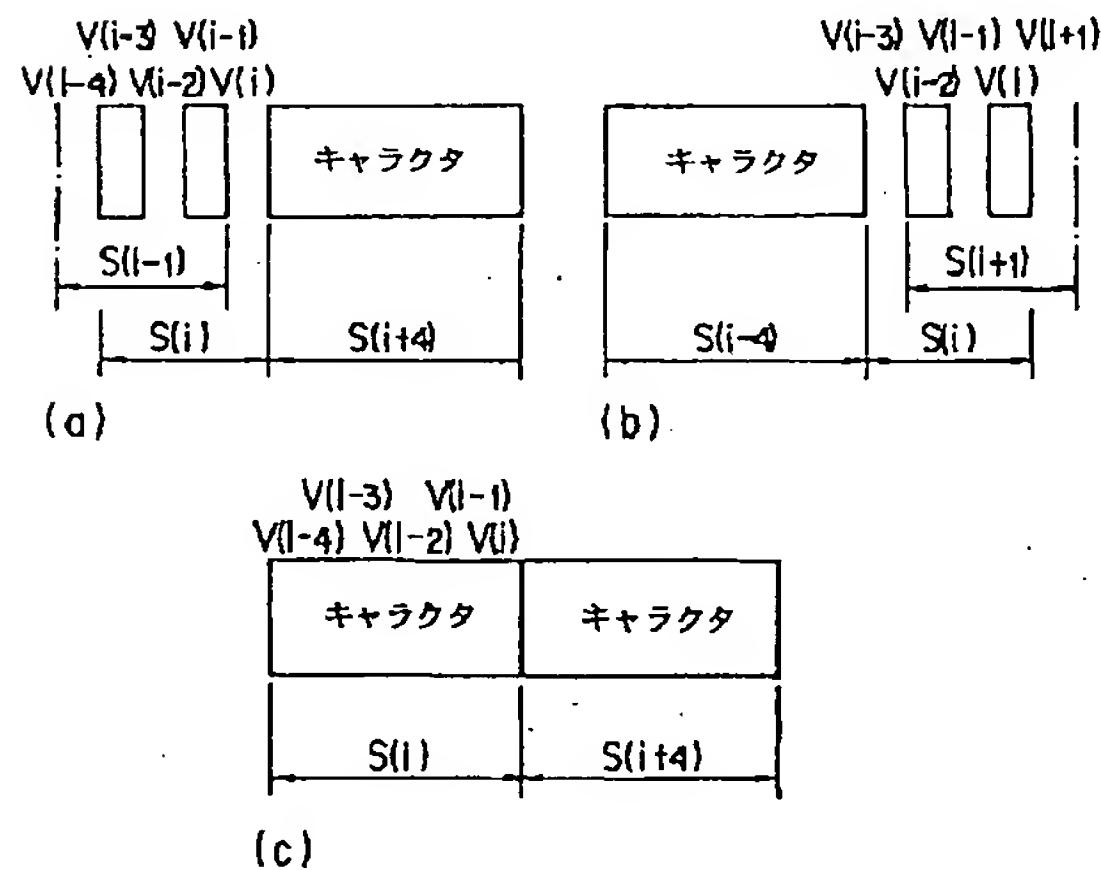 V(i-3) V(i-1)
V(i-4) V(i-2) V(i)
キャラクタ
S(i-1)
S(i)
S(i+4)
(a)
V(i-3) V(i-1) V(i+1)
V(i-2) V(i)
キャラクタ
S(i+1)
S(i-4)
S(i)
(b)
V(i-3) V(i-1)
V(i-4) V(i-2) V(i)
キャラクタ
キャラクタ
S(i)
S(i+4)
(c)